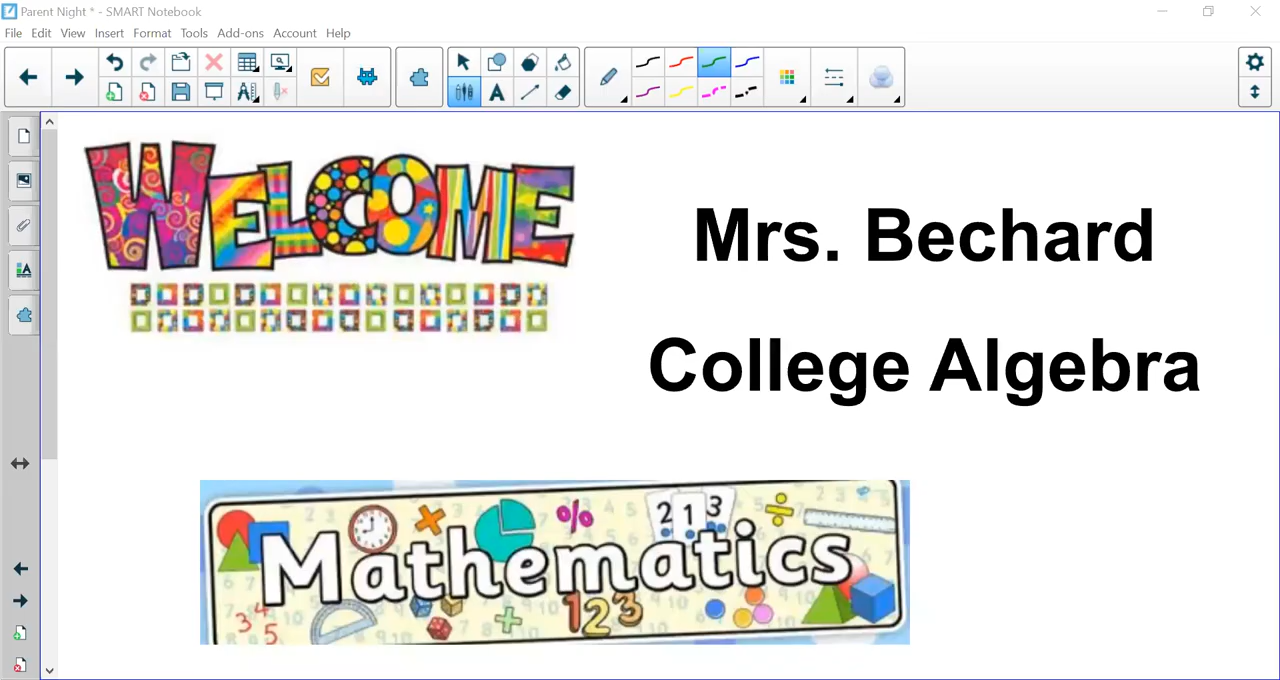 Parent Night * - SMART Notebook
File Edit View Insert Format Tools Add-ons Account Help
WELCOME
Mrs. Bechard
College Algebra
Mathematics